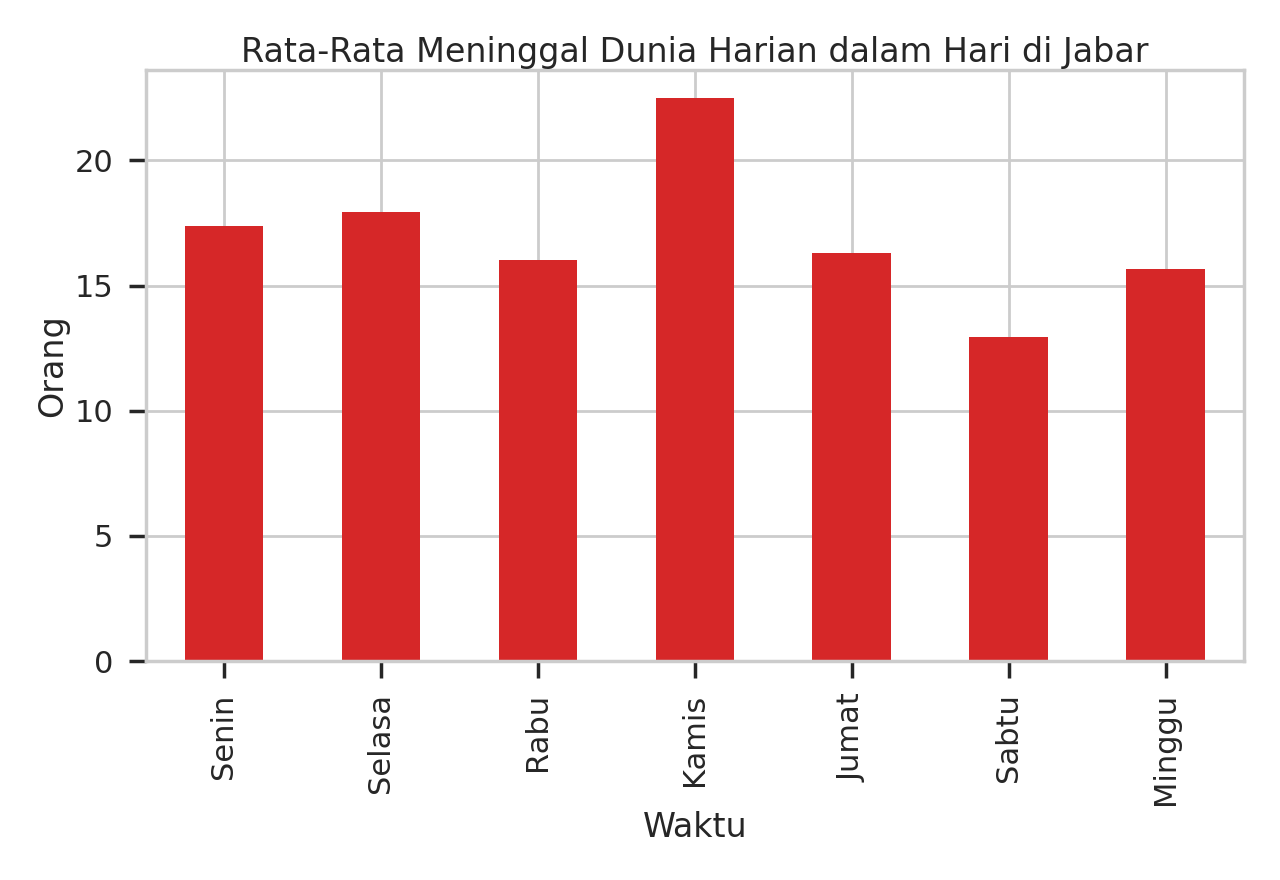 Rata-Rata Meninggal Dunia Harian dalam Hari di Jabar
20
15
10
5
0
Orang
Senin
Selasa
Rabu
Kamis
Jumat
Sabtu
Minggu
Waktu